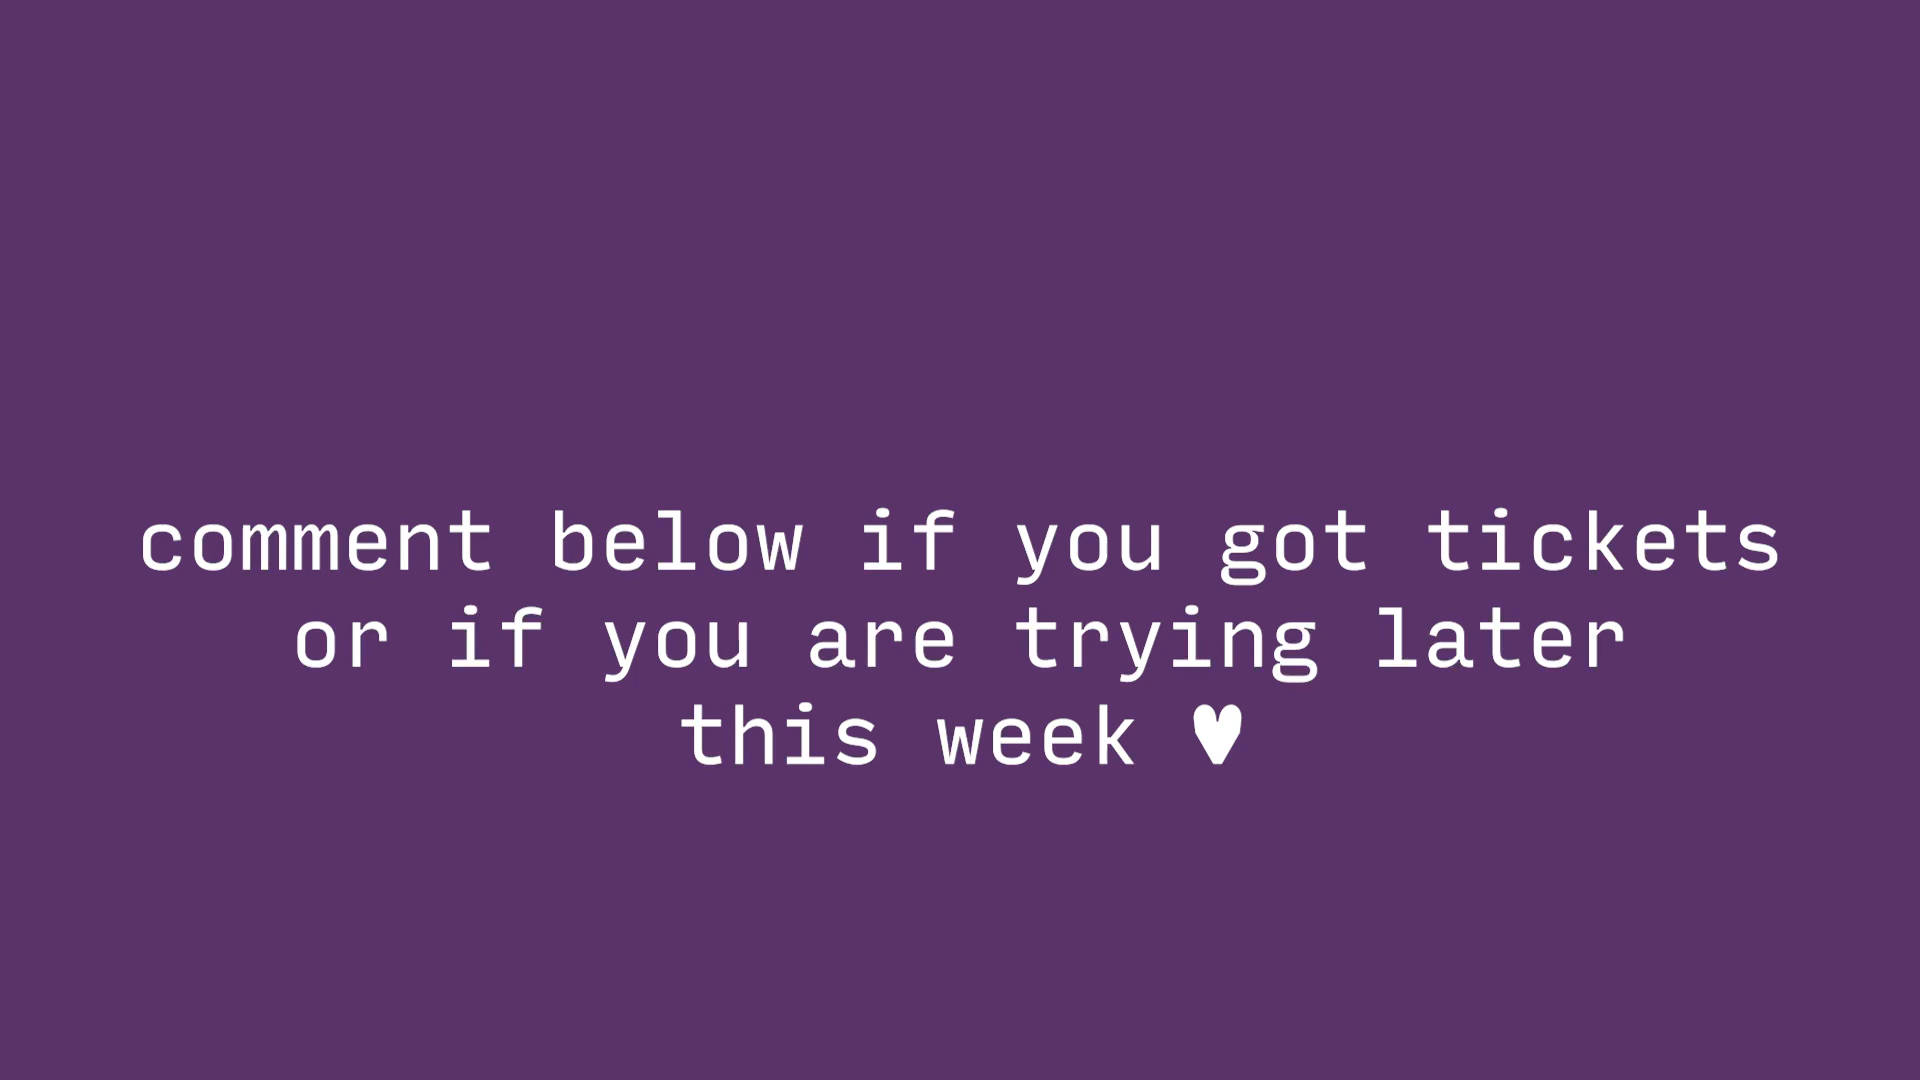 comment below if you got tickets
or if you are trying later
this week ♥